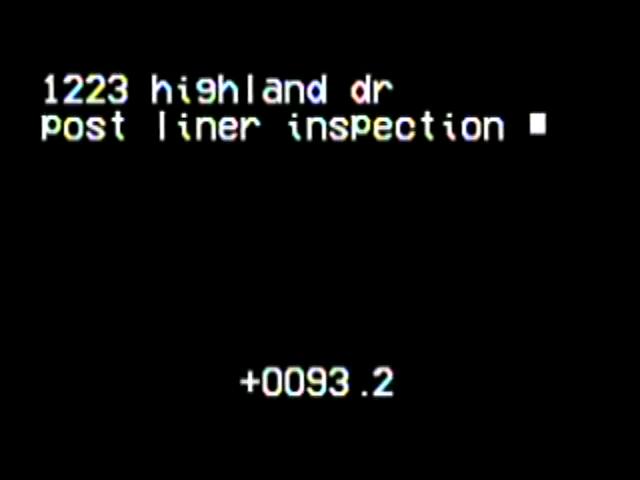 1223 highland dr
post liner inspection
+0093.2